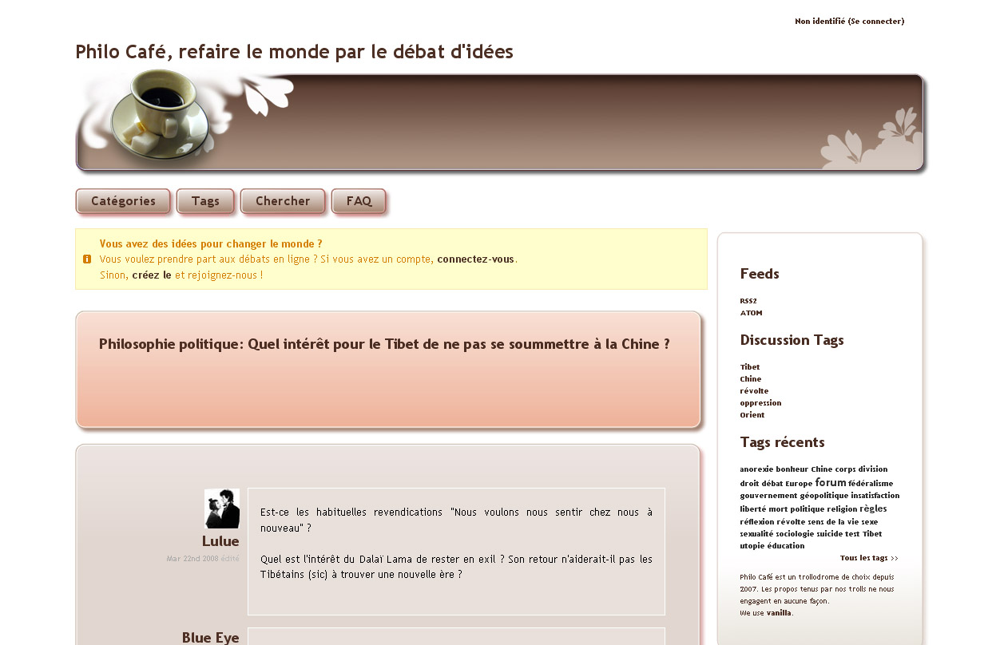 Non identifié (Se connecter)
Philo Café, refaire le monde par le débat d'idées
Catégories
Tags
Chercher
FAQ
Vous avez des idées pour changer le monde ?
Vous voulez prendre part aux débats en ligne ? Si vous avez un compte, connectez-vous.
Sinon, créez le et rejoignez-nous !
Philosophie politique: Quel intérêt pour le Tibet de ne pas se soummettre à la Chine ?
Lulue
Mar 22nd 2008 édité
Est-ce les habituelles revendications "Nous voulons nous sentir chez nous à
nouveau" ?
Quel est l'intérêt du Dalaï Lama de rester en exil ? Son retour n'aiderait-il pas les
Tibétains (sic) à trouver une nouvelle ère ?
Blue Eye
Feeds
RSS2
ATOM
Discussion Tags
Tibet
Chine
révolte
oppression
Orient
Tags récents
anorexie bonheur Chine corps division
droit débat Europe forum fédéralisme
gouvernement géopolitique insatisfaction
liberté mort politique religion règles
réflexion révolte sens de la vie sexe
sexualité sociologie suicide test Tibet
utopie éducation
Tous les tags >>
Philo Café est un trollodrome de choix depuis
2007. Les propos tenus par nos trolls ne nous
engagent en aucune façon.
We use vanilla.